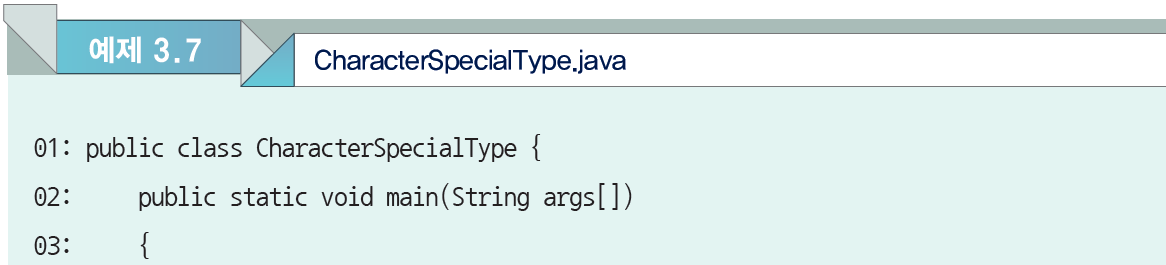 예제 3.7
CharacterSpecialType.java
01: public class CharacterSpecialType {
02:     public static void main(String args[])
03:     {